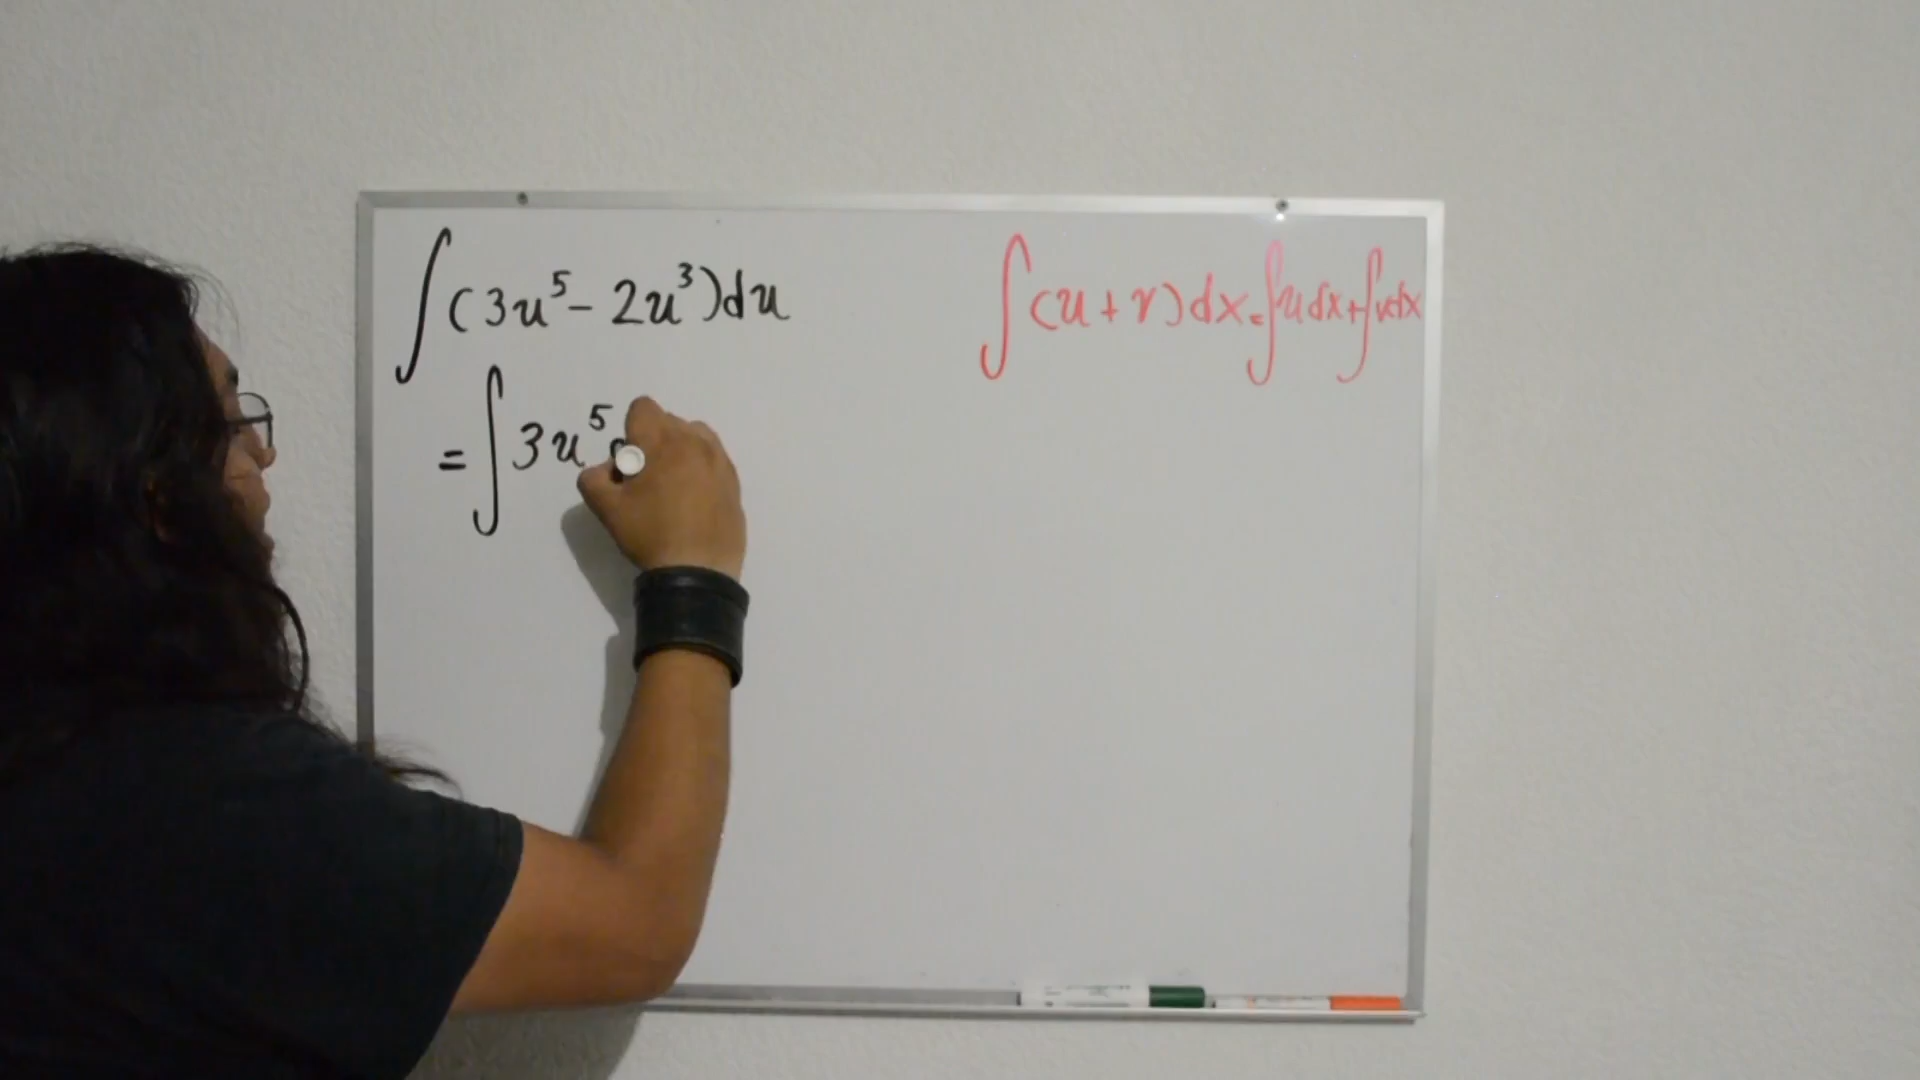 ∫(3u⁵ - 2u³)du
∫(u + v)dx = ∫u dx + ∫v dx
= ∫3u⁵